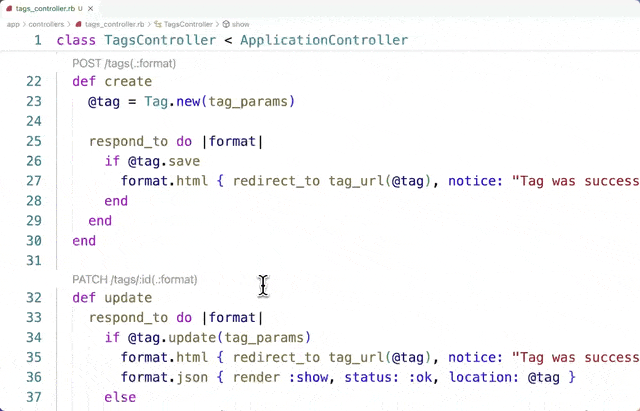 tags_controller.rb U ×
app > controllers > tags_controller.rb > TagsController > show
1 class TagsController < ApplicationController
POST /tags(.:format)
22 def create
23 @tag = Tag.new(tag_params)
24
25 respond_to do |format|
26 if @tag.save
27 format.html { redirect_to tag_url(@tag), notice: "Tag was success
28 end
29 end
30 end
31
PATCH /tags/:id(.:format)
32 def update
33 respond_to do |format|
34 if @tag.update(tag_params)
35 format.html { redirect_to tag_url(@tag), notice: "Tag was success
36 format.json { render :show, status: :ok, location: @tag }
37 else